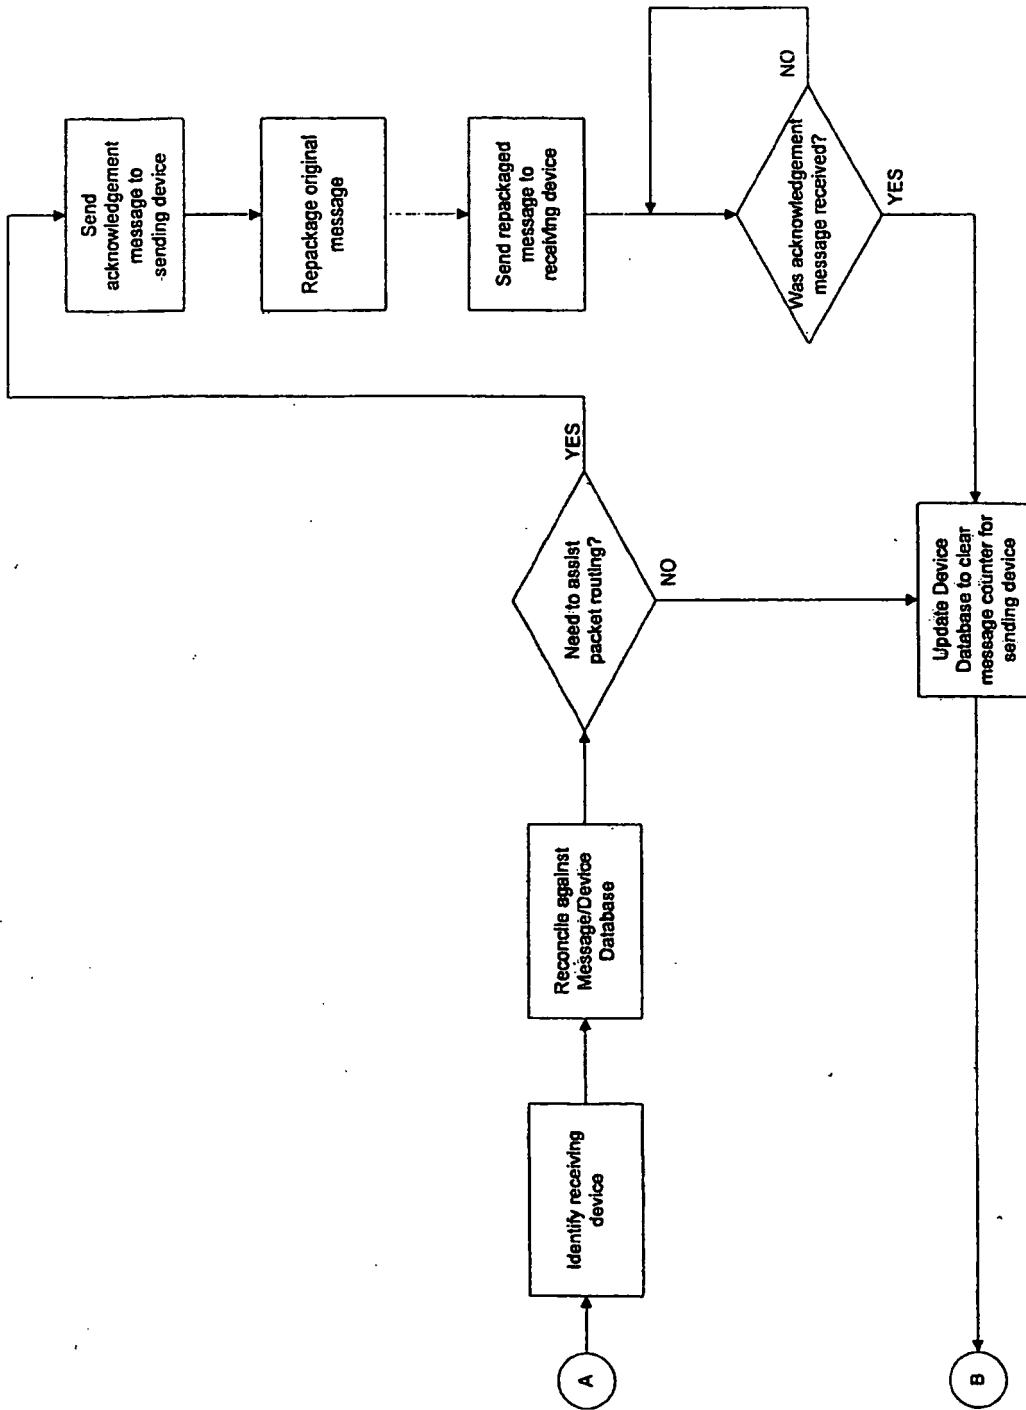 A
Identify receiving
device
Reconcile against
Message/Device
Database
Need to assist
packet routing?
YES
NO
Send
acknowledgement
message to
sending device
Repackage original
message
Send repackaged
message to
receiving device
Was acknowledgement
message received?
NO
YES
Update Device
Database to clear
message counter for
sending device
B